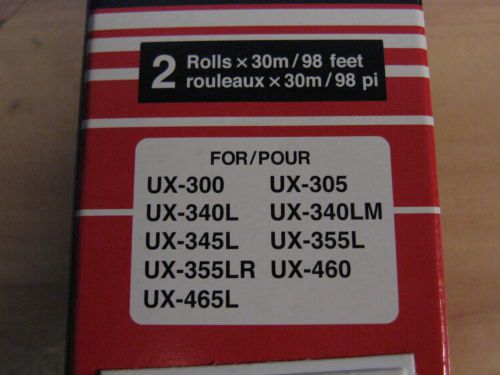 2 Rolls × 30m/98 feet
rouleaux × 30m/98 pi
FOR/POUR
UX-300 UX-305
UX-340L UX-340LM
UX-345L UX-355L
UX-355LR UX-460
UX-465L